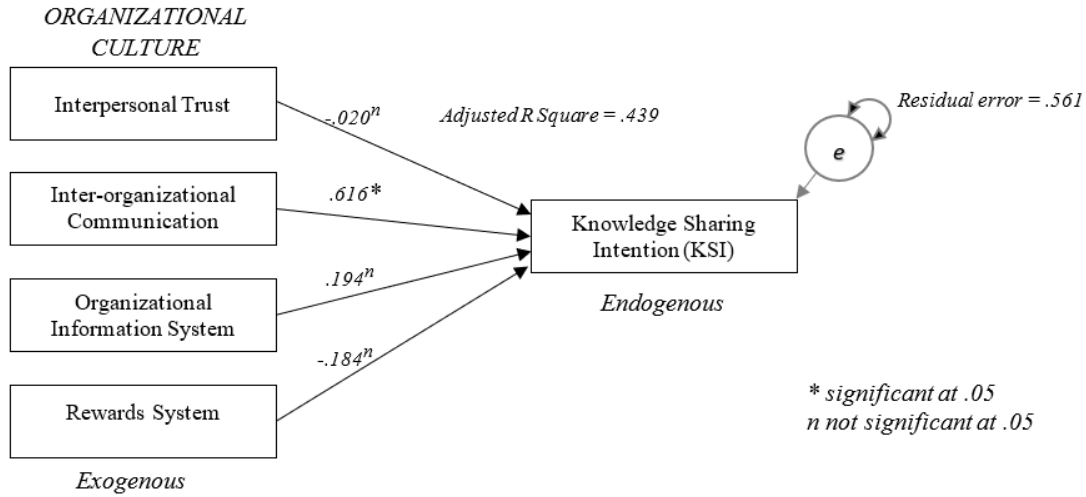 ORGANIZATIONAL
CULTURE
Interpersonal Trust
-.020ⁿ
Adjusted R Square = .439
Residual error = .561
e
Inter-organizational
Communication
.616*
Knowledge Sharing
Intention (KSI)
Endogenous
Organizational
Information System
.194ⁿ
-.184ⁿ
Rewards System
Exogenous
* significant at .05
n not significant at .05